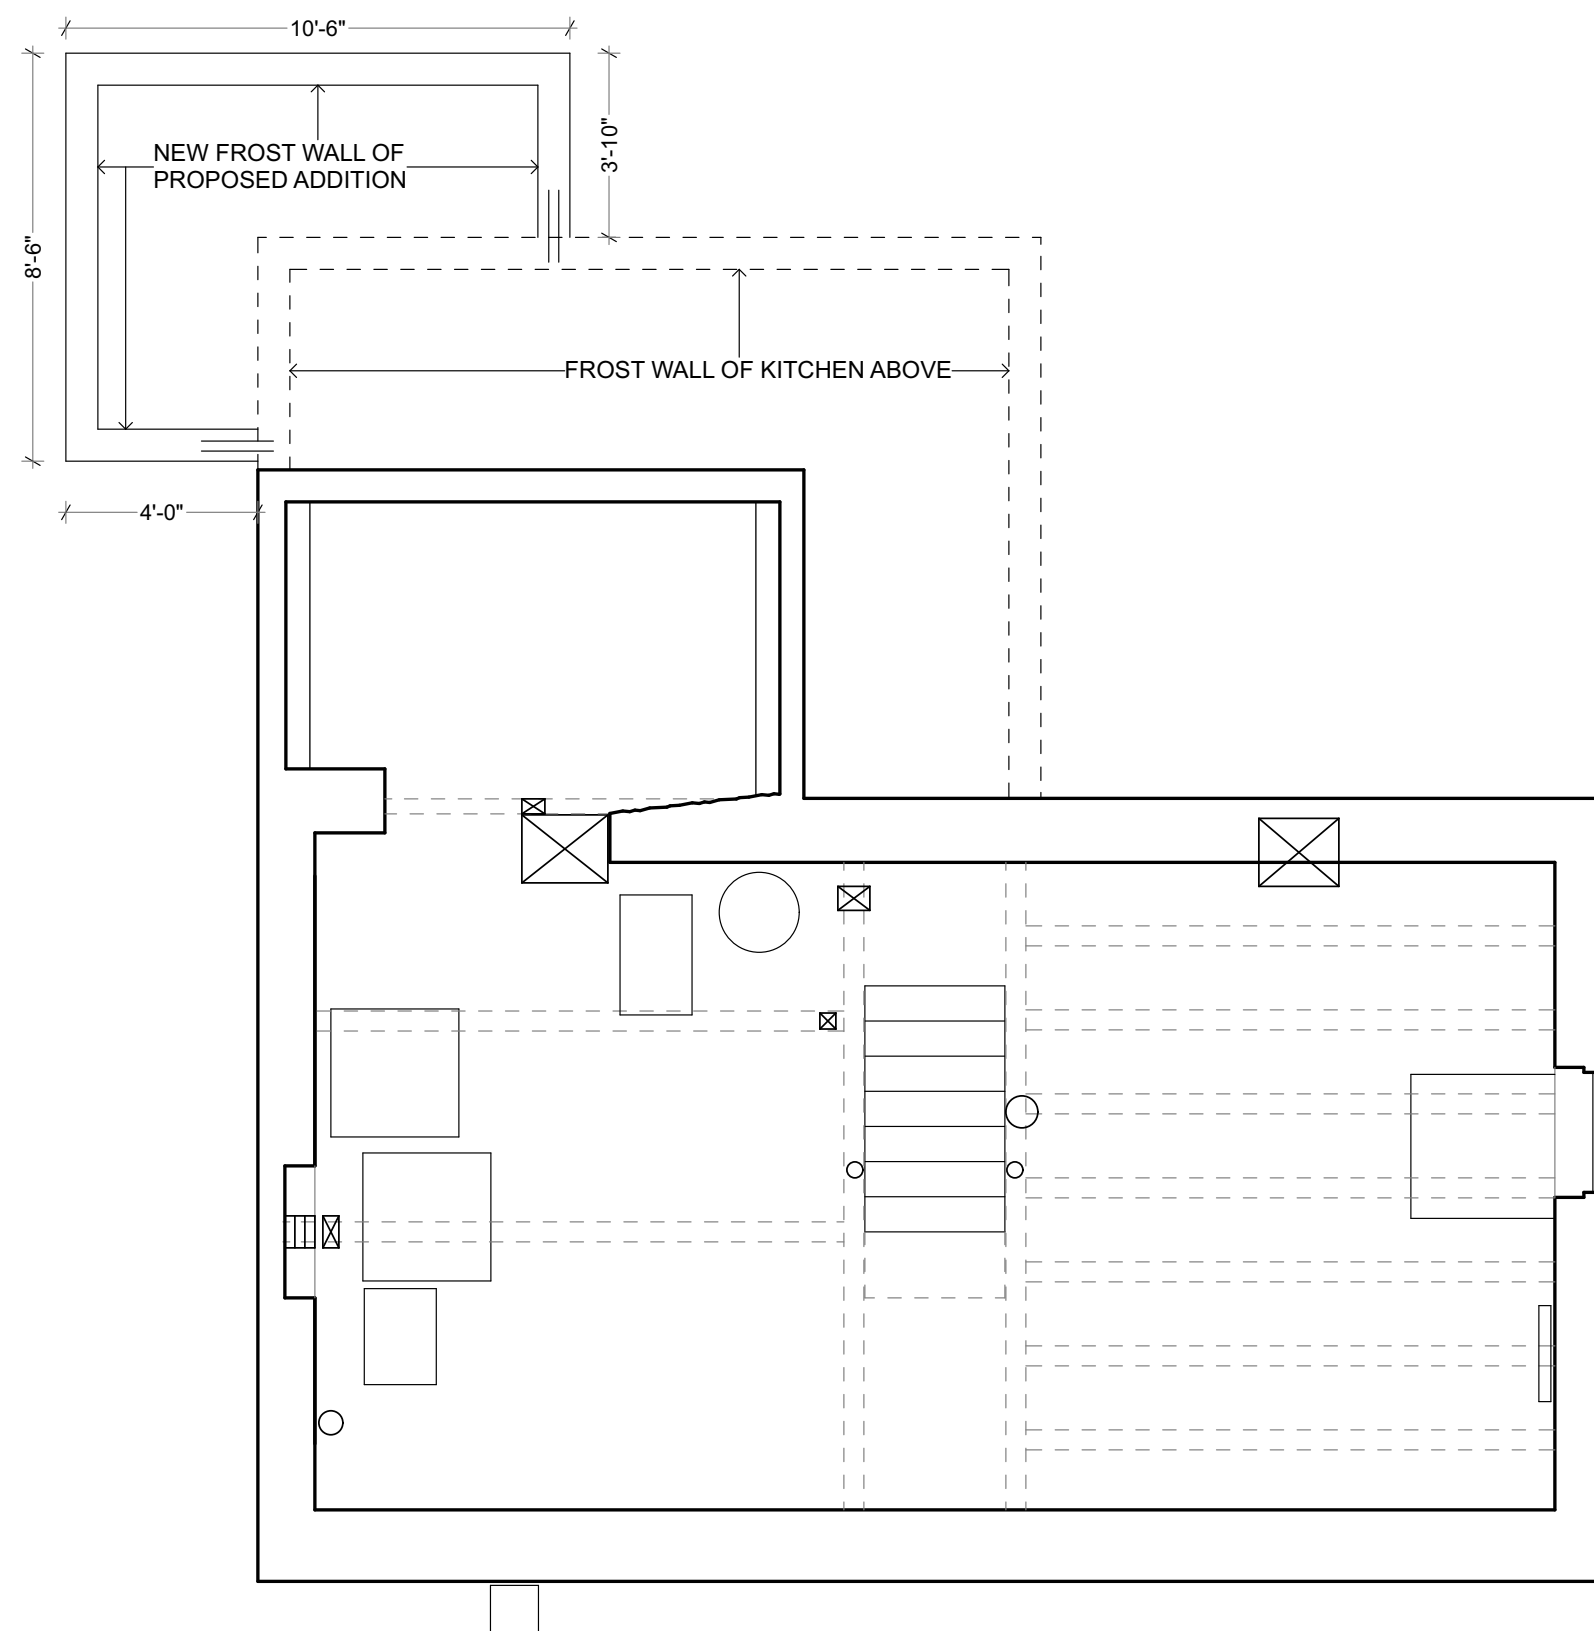 10'-6"
3'-10"
NEW FROST WALL OF
PROPOSED ADDITION
8'-6"
FROST WALL OF KITCHEN ABOVE
4'-0"